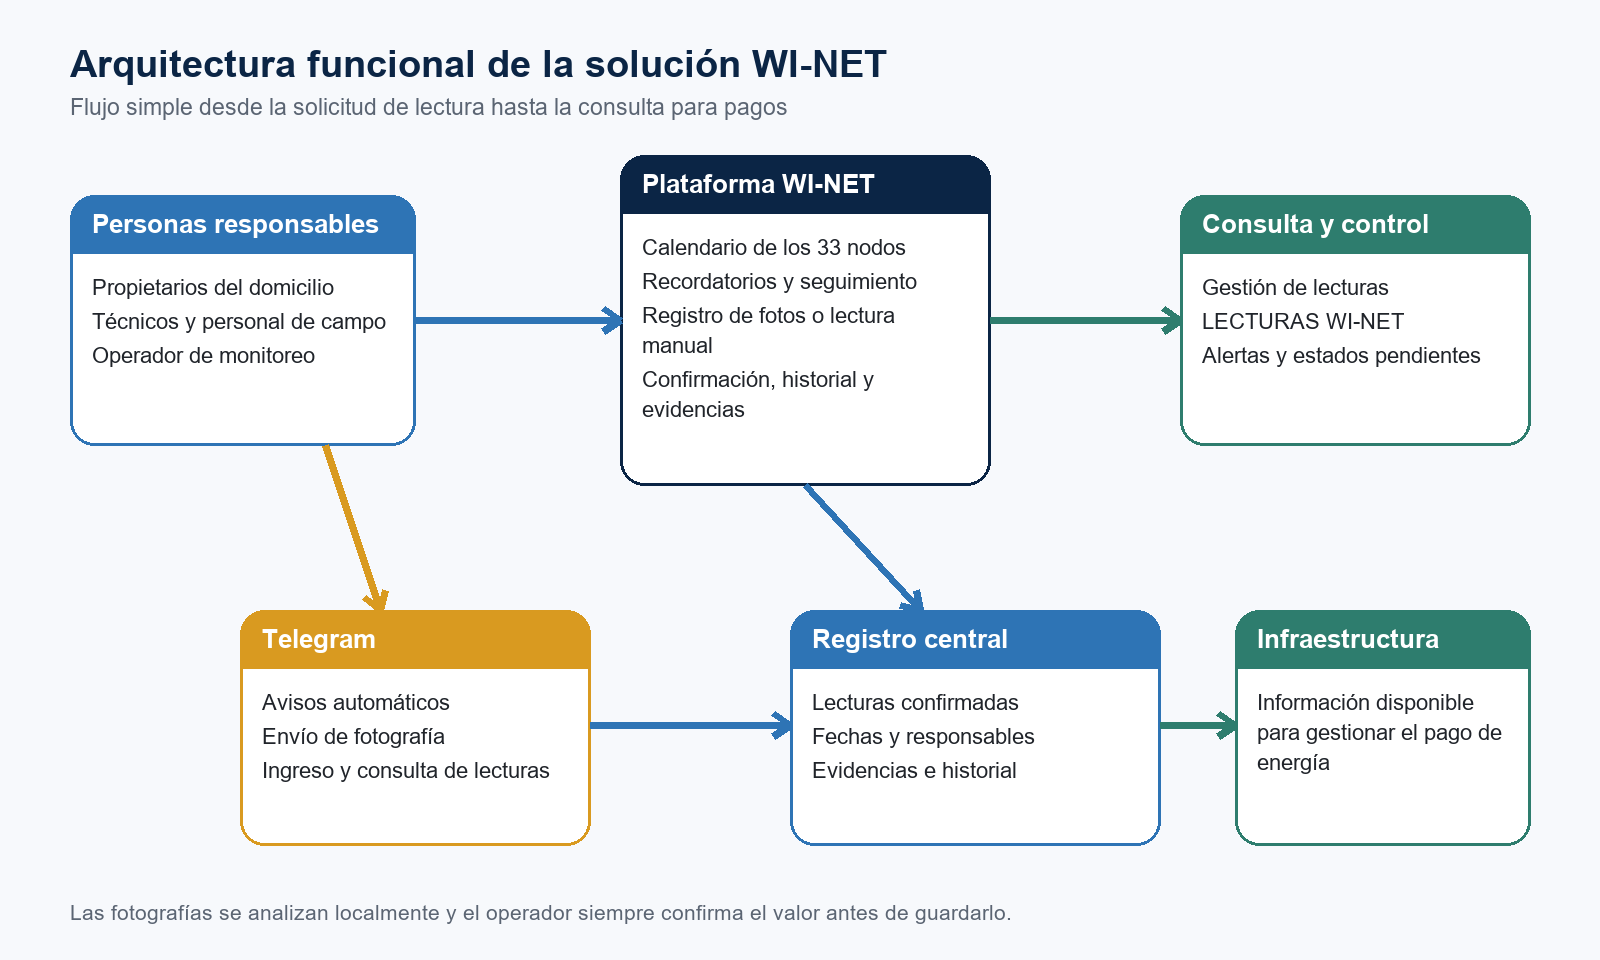 Arquitectura funcional de la solución WI-NET
Flujo simple desde la solicitud de lectura hasta la consulta para pagos
Personas responsables
Propietarios del domicilio
Técnicos y personal de campo
Operador de monitoreo
Plataforma WI-NET
Calendario de los 33 nodos
Recordatorios y seguimiento
Registro de fotos o lectura
manual
Confirmación, historial y
evidencias
Consulta y control
Gestión de lecturas
LECTURAS WI-NET
Alertas y estados pendientes
Telegram
Avisos automáticos
Envío de fotografía
Ingreso y consulta de lecturas
Registro central
Lecturas confirmadas
Fechas y responsables
Evidencias e historial
Infraestructura
Información disponible
para gestionar el pago de
energía
Las fotografías se analizan localmente y el operador siempre confirma el valor antes de guardarlo.